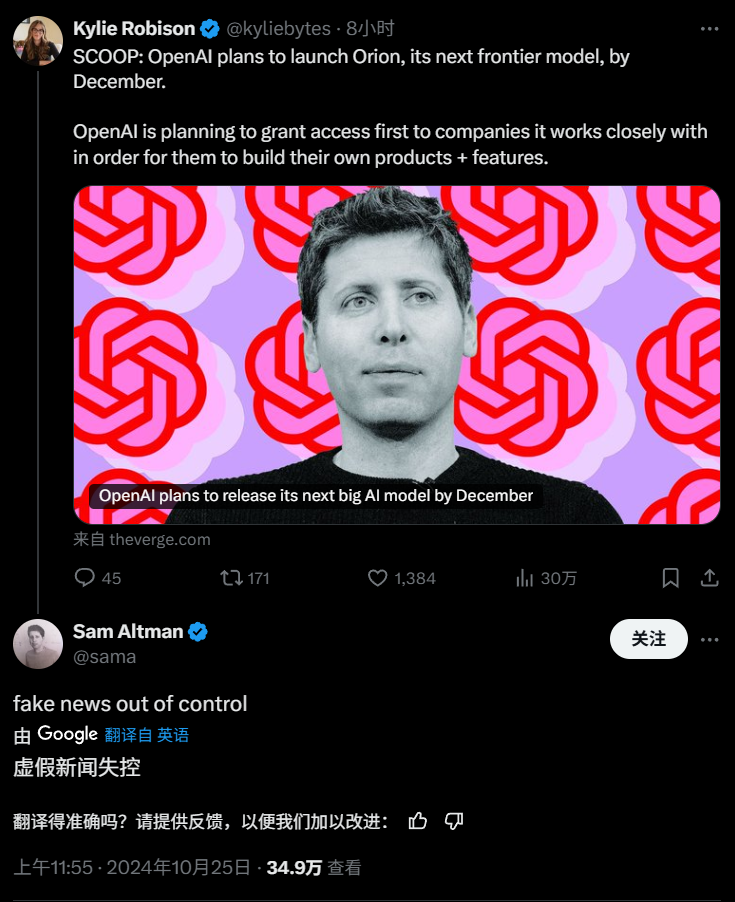 Kylie Robison @kyliebytes · 8小时
SCOOP: OpenAI plans to launch Orion, its next frontier model, by
December.
OpenAI is planning to grant access first to companies it works closely with
in order for them to build their own products + features.
OpenAI plans to release its next big AI model by December
来自 theverge.com
45 171 1,384 30万
Sam Altman
@sama
关注
fake news out of control
由 Google 翻译自 英语
虚假新闻失控
翻译得准确吗？请提供反馈，以便我们加以改进：
上午11:55 · 2024年10月25日 · 34.9万 查看